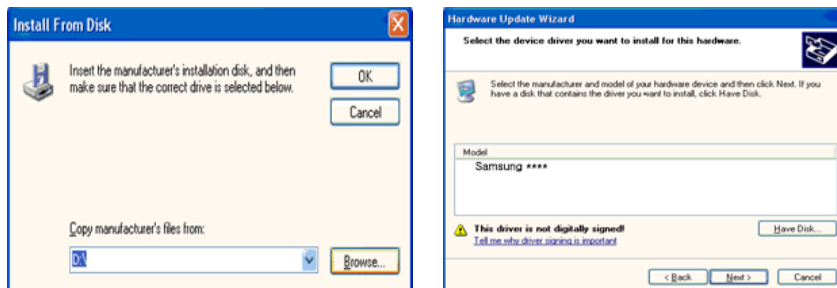 Install From Disk
Insert the manufacturer's installation disk, and then
make sure that the correct drive is selected below.
OK
Cancel
Copy manufacturer's files from:
D:\
Browse...
Hardware Update Wizard
Select the device driver you want to install for this hardware.
Select the manufacturer and model of your hardware device and then click Next. If you
have a disk that contains the driver you want to install, click Have Disk.
Model
Samsung ****
This driver is not digitally signed!
Tell me why driver signing is important
Have Disk...
< Back
Next >
Cancel